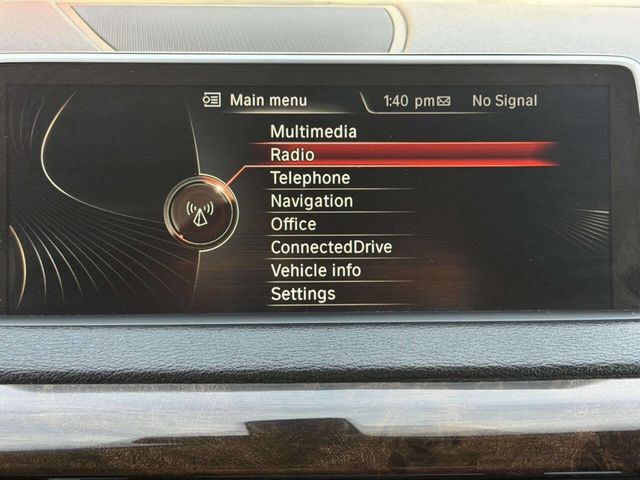 Main menu 1:40 pm No Signal
Multimedia
Radio
Telephone
Navigation
Office
ConnectedDrive
Vehicle info
Settings